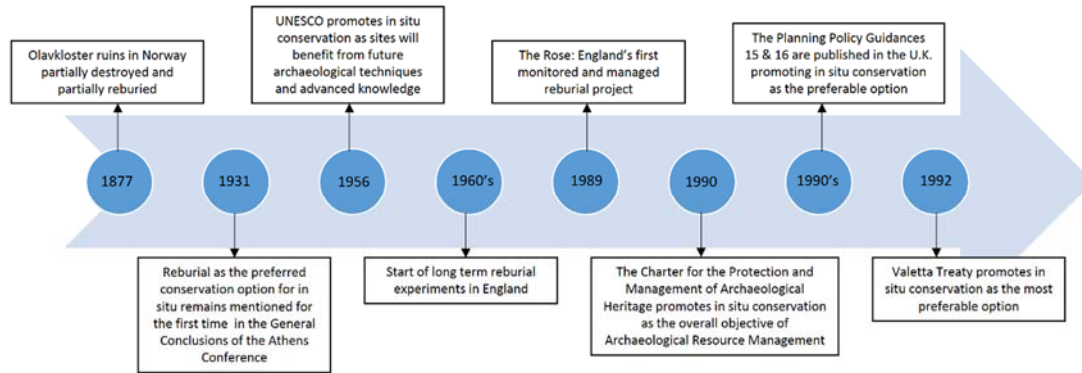 Olavkloster ruins in Norway
partially destroyed and
partially reburied
UNESCO promotes in situ
conservation as sites will
benefit from future
archaeological techniques
and advanced knowledge
The Rose: England's first
monitored and managed
reburial project
The Planning Policy Guidances
15 & 16 are published in the U.K.
promoting in situ conservation
as the preferable option
1877
1931
1956
1960's
1989
1990
1990's
1992
Reburial as the preferred
conservation option for in
situ remains mentioned for
the first time in the General
Conclusions of the Athens
Conference
Start of long term reburial
experiments in England
The Charter for the Protection and
Management of Archaeological
Heritage promotes in situ conservation
as the overall objective of
Archaeological Resource Management
Valetta Treaty promotes in
situ conservation as the most
preferable option